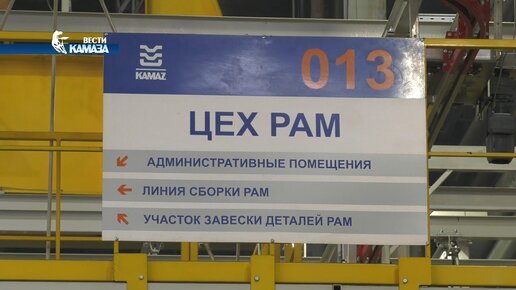 ВЕСТИ
КАМАЗА
KAMAZ
013
ЦЕХ РАМ
АДМИНИСТРАТИВНЫЕ ПОМЕЩЕНИЯ
ЛИНИЯ СБОРКИ РАМ
УЧАСТОК ЗАВЕСКИ ДЕТАЛЕЙ РАМ